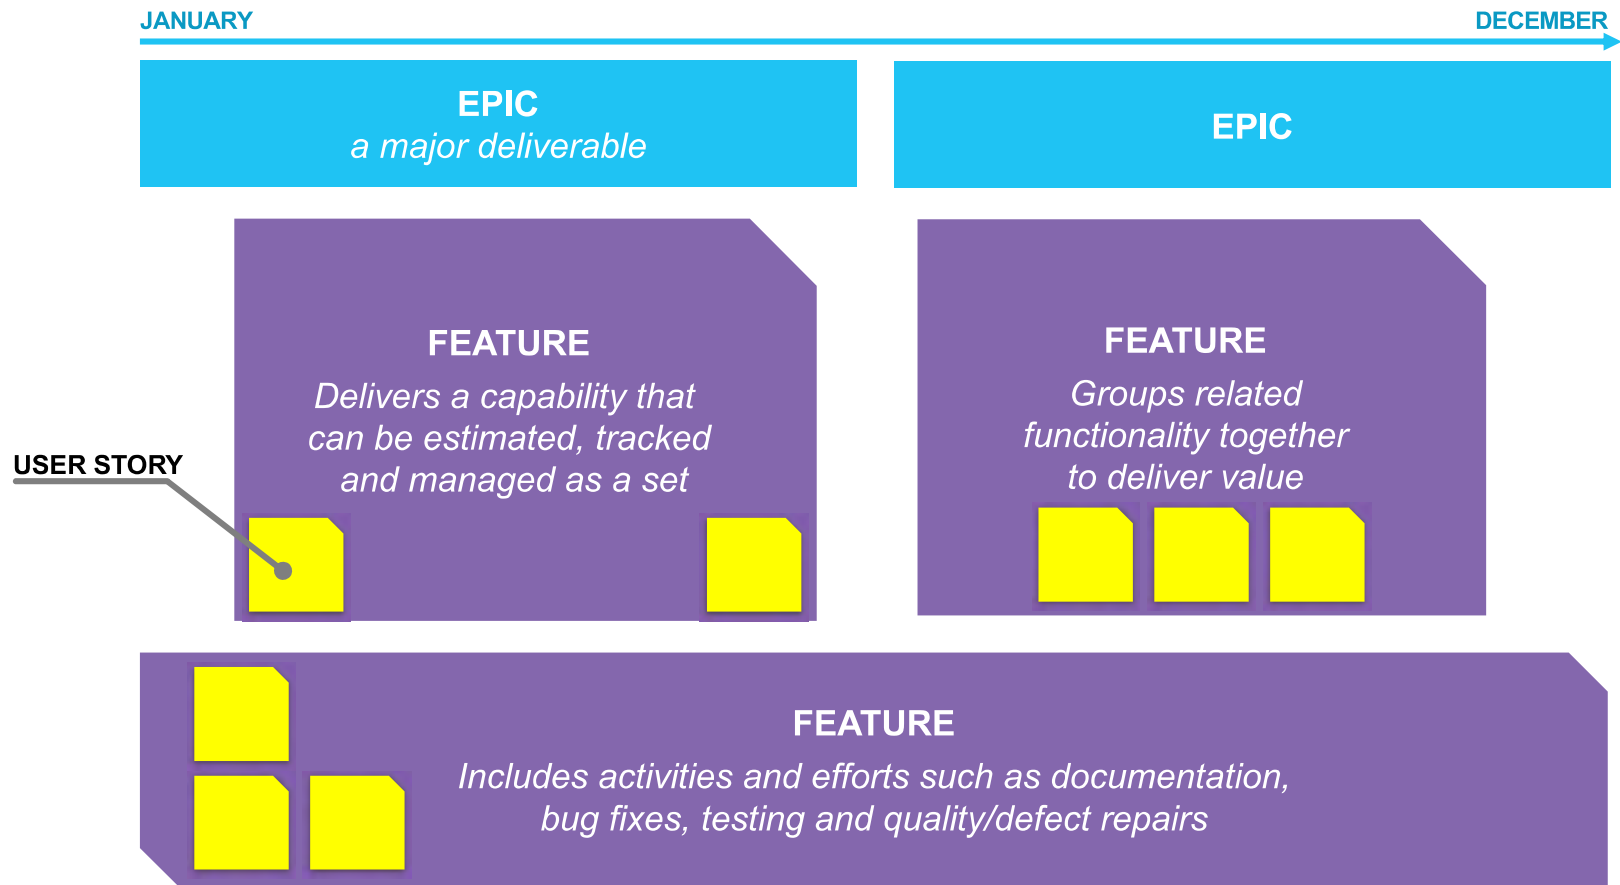 JANUARY
DECEMBER
EPIC
a major deliverable
EPIC
FEATURE
Delivers a capability that
can be estimated, tracked
and managed as a set
FEATURE
Groups related
functionality together
to deliver value
USER STORY
FEATURE
Includes activities and efforts such as documentation,
bug fixes, testing and quality/defect repairs